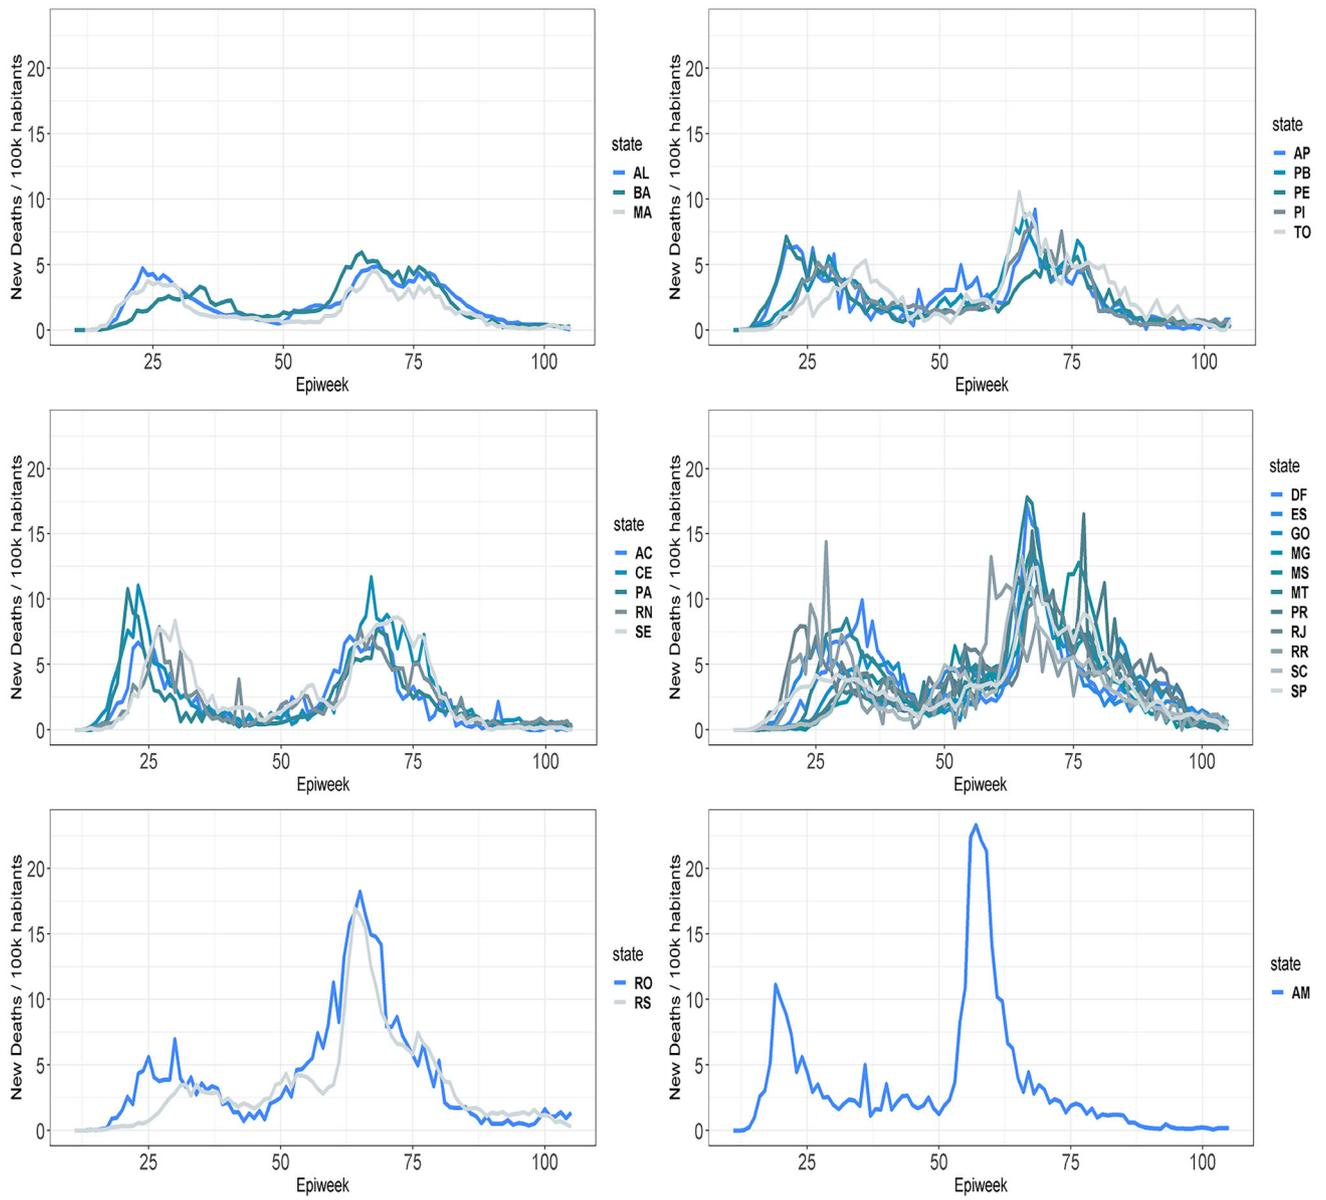 New Deaths / 100k habitants
20
15
10
5
0
25 50 75 100
Epiweek
state
AL
BA
MA
New Deaths / 100k habitants
20
15
10
5
0
25 50 75 100
Epiweek
state
AP
PB
PE
PI
TO
New Deaths / 100k habitants
20
15
10
5
0
25 50 75 100
Epiweek
state
AC
CE
PA
RN
SE
New Deaths / 100k habitants
20
15
10
5
0
25 50 75 100
Epiweek
state
DF
ES
GO
MG
MS
MT
PR
RJ
RR
SC
SP
New Deaths / 100k habitants
20
15
10
5
0
25 50 75 100
Epiweek
state
RO
RS
New Deaths / 100k habitants
20
15
10
5
0
25 50 75 100
Epiweek
state
AM